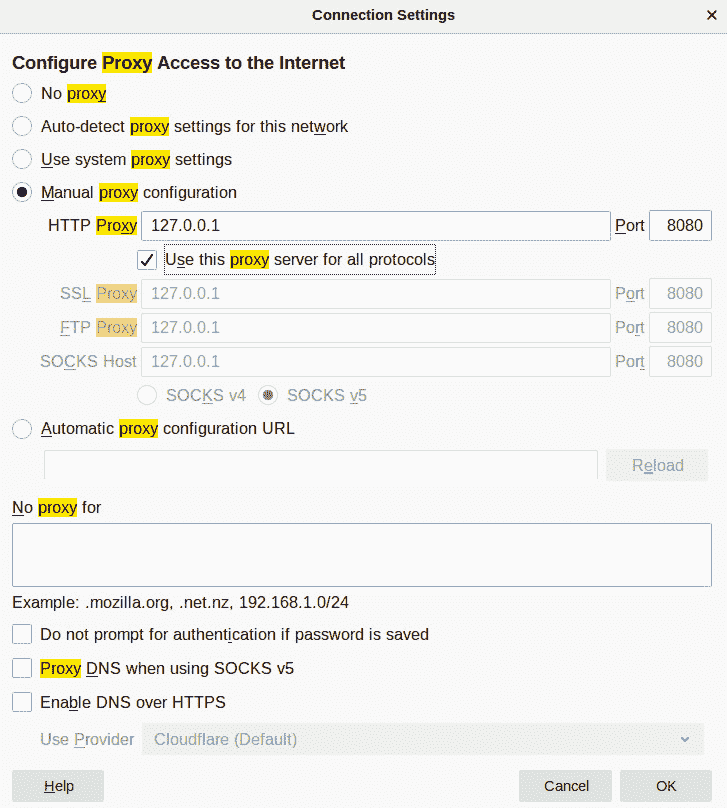 Connection Settings
Configure Proxy Access to the Internet
No proxy
Auto-detect proxy settings for this network
Use system proxy settings
Manual proxy configuration
HTTP Proxy 127.0.0.1 Port 8080
Use this proxy server for all protocols
SSL Proxy 127.0.0.1 Port 8080
FTP Proxy 127.0.0.1 Port 8080
SOCKS Host 127.0.0.1 Port 8080
SOCKS v4 SOCKS v5
Automatic proxy configuration URL
Reload
No proxy for
Example: .mozilla.org, .net.nz, 192.168.1.0/24
Do not prompt for authentication if password is saved
Proxy DNS when using SOCKS v5
Enable DNS over HTTPS
Use Provider Cloudflare (Default)
Help Cancel OK